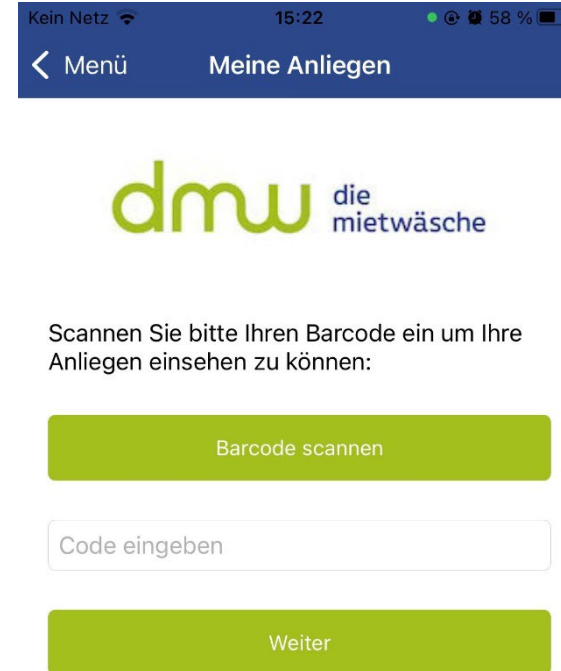 Kein Netz 15:22 58 %
Menü Meine Anliegen
dmw die
mietwäsche
Scannen Sie bitte Ihren Barcode ein um Ihre
Anliegen einsehen zu können:
Barcode scannen
Code eingeben
Weiter